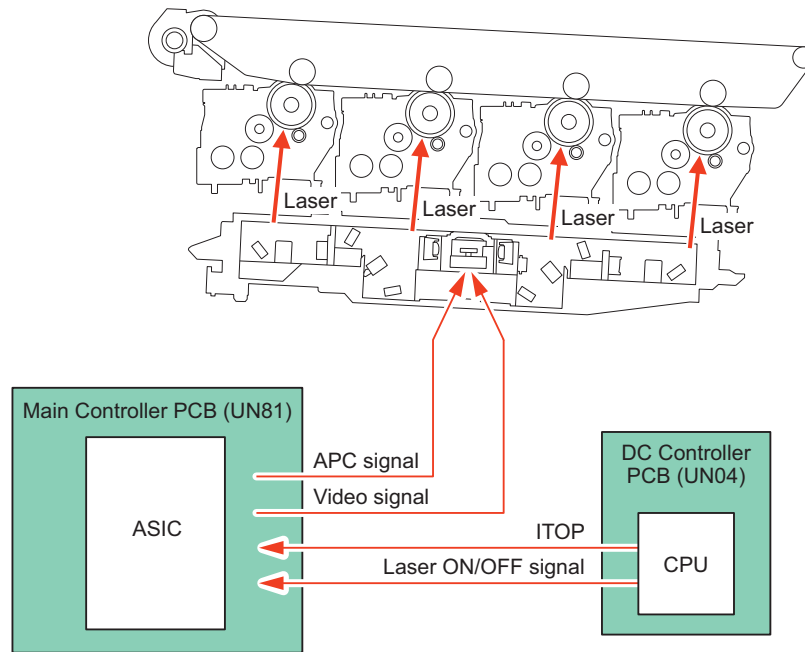 Laser
Laser
Laser
Laser
Main Controller PCB (UN81)
ASIC
APC signal
Video signal
ITOP
Laser ON/OFF signal
DC Controller
PCB (UN04)
CPU